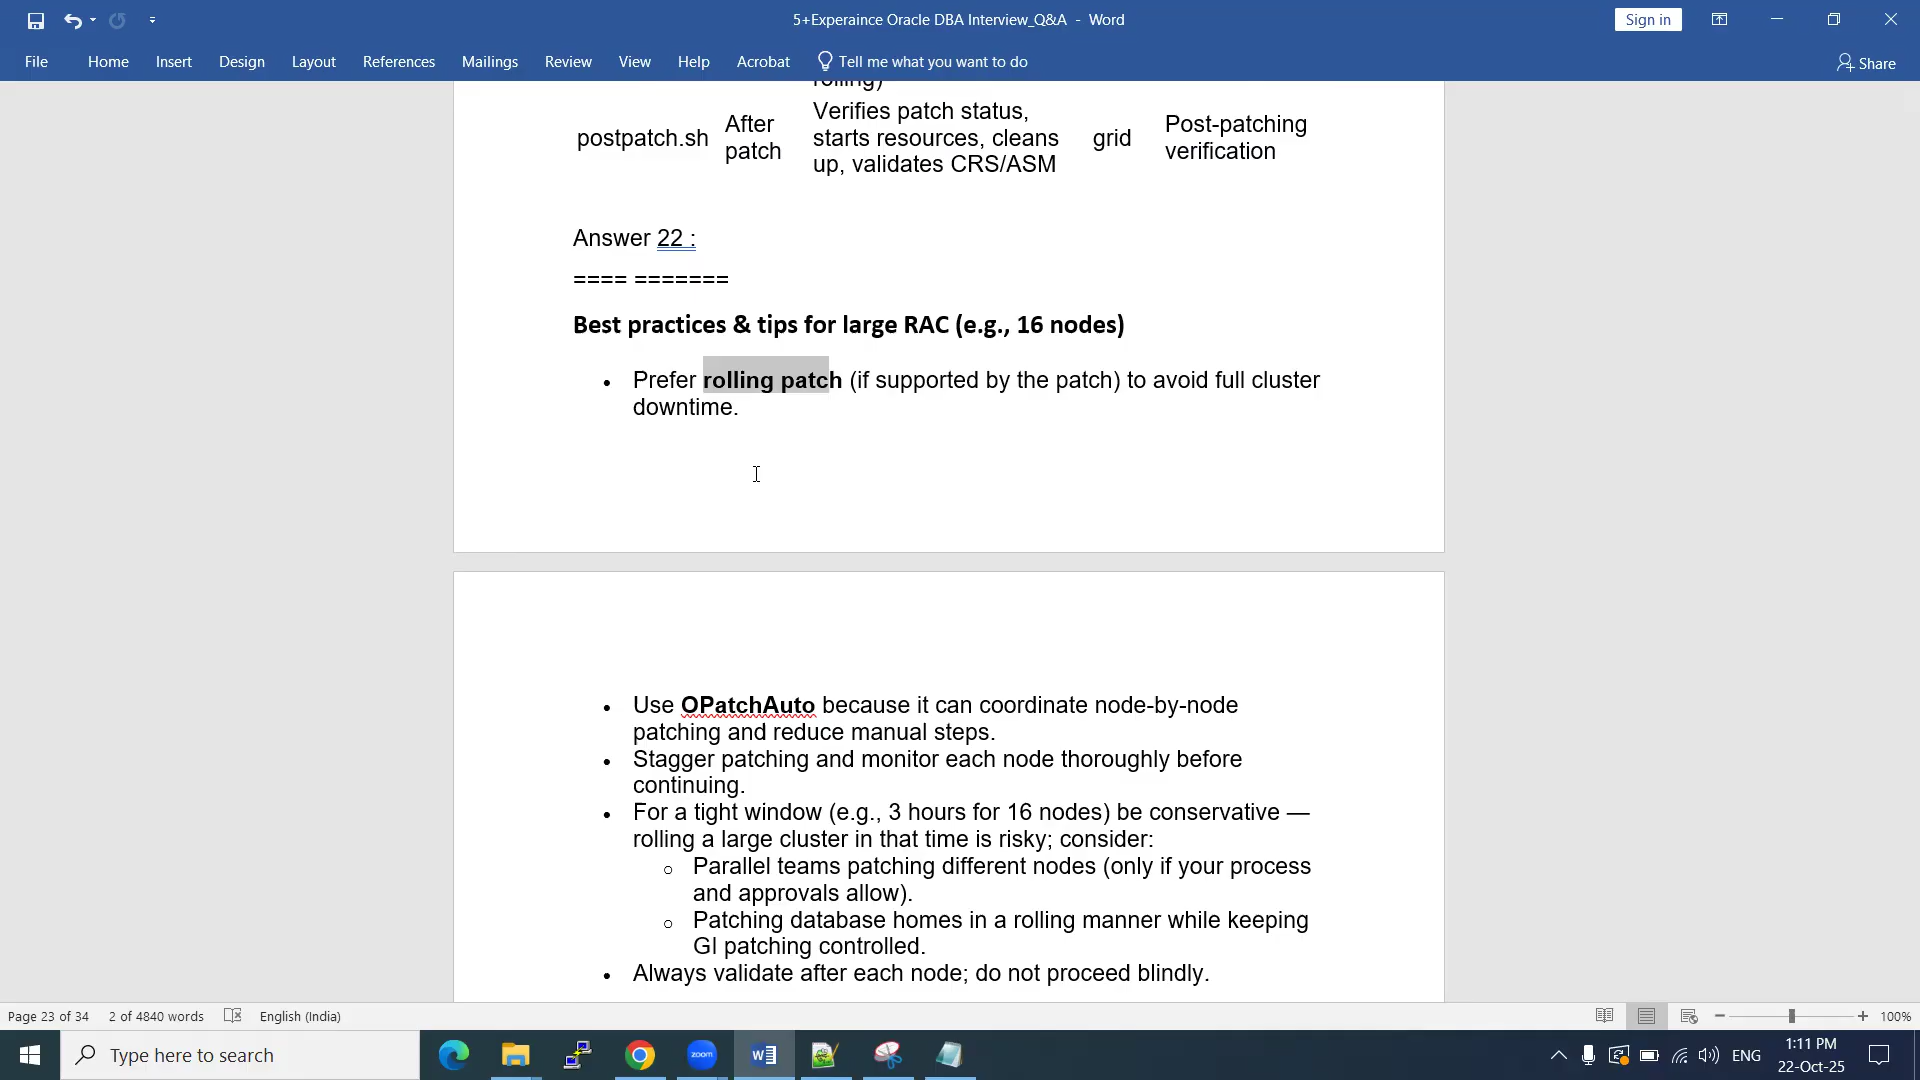 5+Experaince Oracle DBA Interview_Q&A - Word
Sign in
File Home Insert Design Layout References Mailings Review View Help Acrobat Tell me what you want to do
Share
rolling)
postpatch.sh
After
patch
Verifies patch status,
starts resources, cleans
up, validates CRS/ASM
grid
Post-patching
verification
Answer 22 :
==== =======
Best practices & tips for large RAC (e.g., 16 nodes)
• Prefer rolling patch (if supported by the patch) to avoid full cluster
downtime.
• Use OPatchAuto because it can coordinate node-by-node
patching and reduce manual steps.
• Stagger patching and monitor each node thoroughly before
continuing.
• For a tight window (e.g., 3 hours for 16 nodes) be conservative —
rolling a large cluster in that time is risky; consider:
o Parallel teams patching different nodes (only if your process
and approvals allow).
o Patching database homes in a rolling manner while keeping
GI patching controlled.
• Always validate after each node; do not proceed blindly.
Page 23 of 34 2 of 4840 words English (India)
100%
Type here to search
zoom
ENG
1:11 PM
22-Oct-25